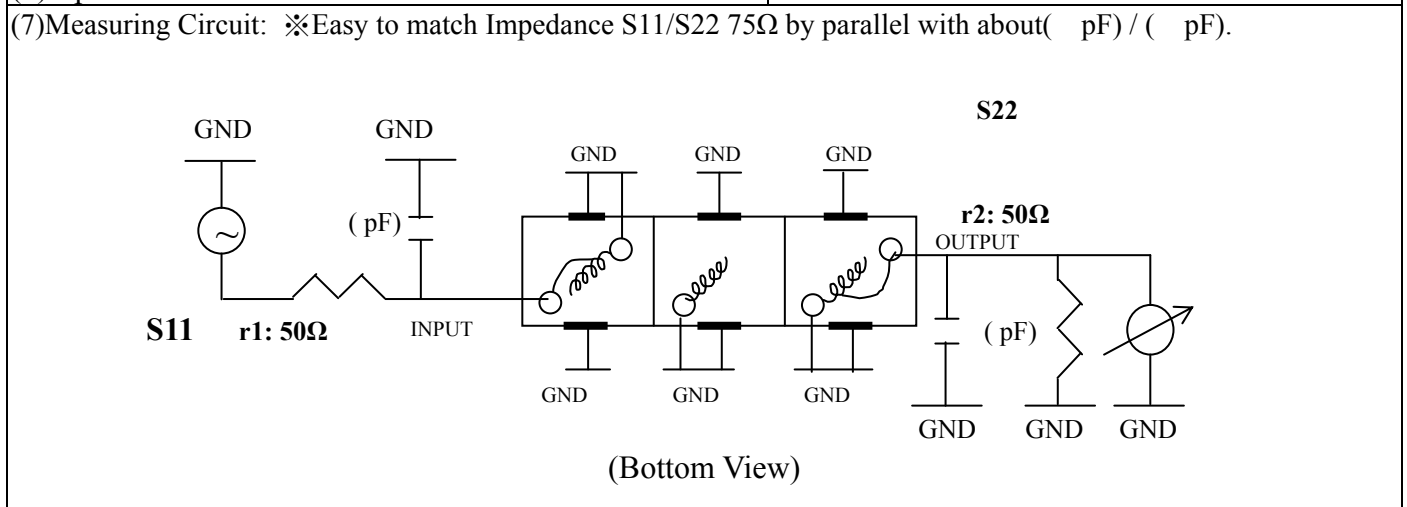 (7)Measuring Circuit: ※Easy to match Impedance S11/S22 75Ω by parallel with about( pF) / ( pF).
S22
GND GND
GND GND GND
( pF)
r2: 50Ω
OUTPUT
S11 r1: 50Ω INPUT
( pF)
GND GND GND
GND GND GND
(Bottom View)